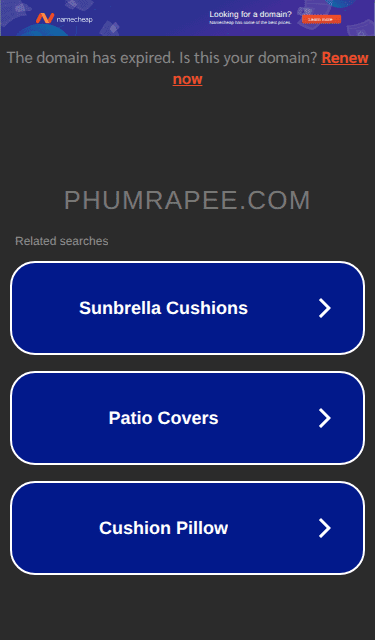 namecheap
Looking for a domain?
Namecheap has some of the best prices.
Learn more
The domain has expired. Is this your domain? Renew
now
PHUMRAPEE.COM
Related searches
Sunbrella Cushions
Patio Covers
Cushion Pillow